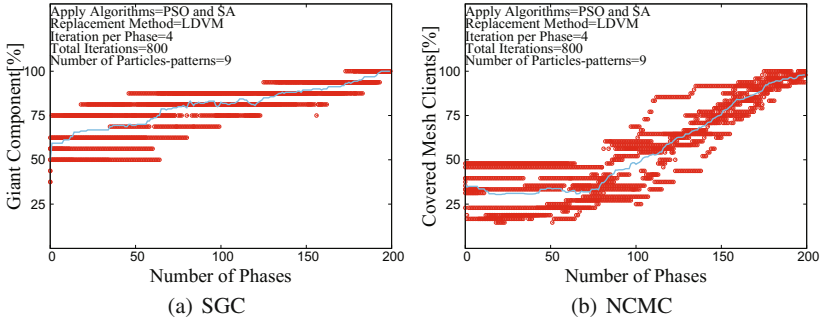 Apply Algorithms=PSO and SA
Replacement Method=LDVM
Iteration per Phase=4
Total Iterations=800
Number of Particles-patterns=9
100
75
50
25
0
50
100
150
200
Giant Component[%]
Number of Phases
(a) SGC
Apply Algorithms=PSO and SA
Replacement Method=LDVM
Iteration per Phase=4
Total Iterations=800
Number of Particles-patterns=9
100
75
50
25
0
50
100
150
200
Covered Mesh Clients[%]
Number of Phases
(b) NCMC